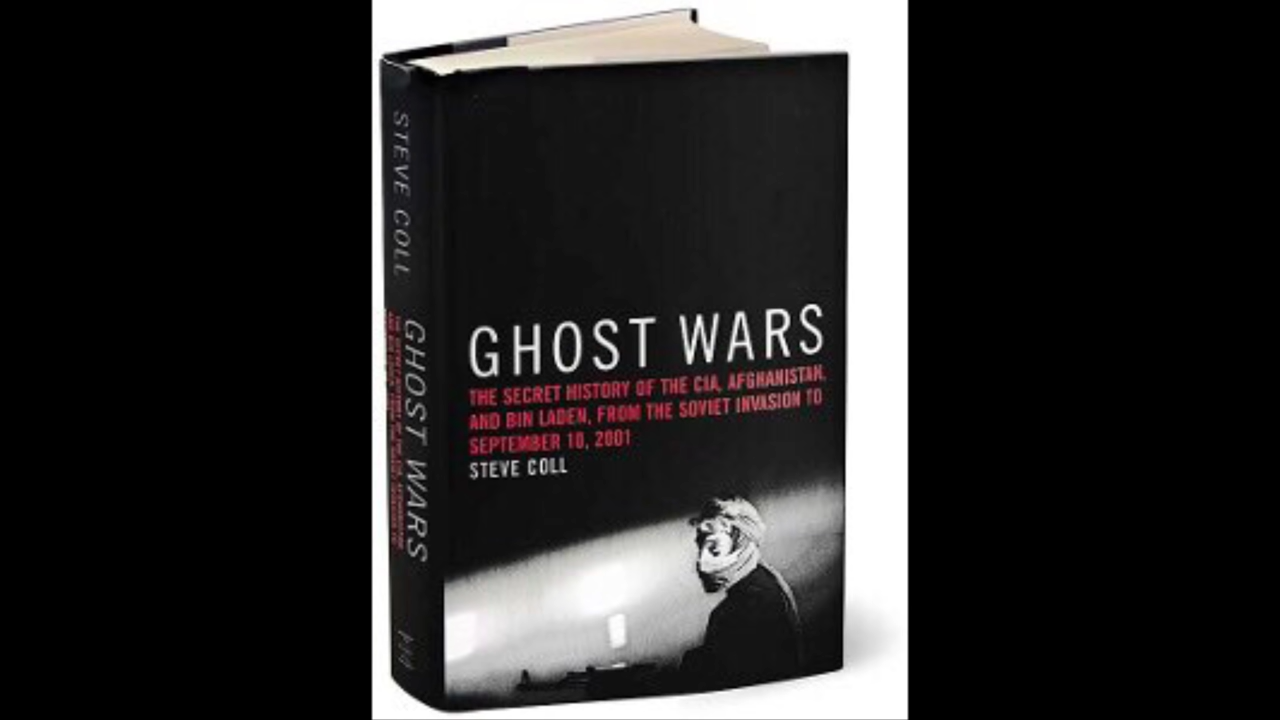 STEVE COLL
GHOST WARS
GHOST WARS
THE SECRET HISTORY OF THE CIA, AFGHANISTAN,
AND BIN LADEN, FROM THE SOVIET INVASION TO
SEPTEMBER 10, 2001
STEVE COLL